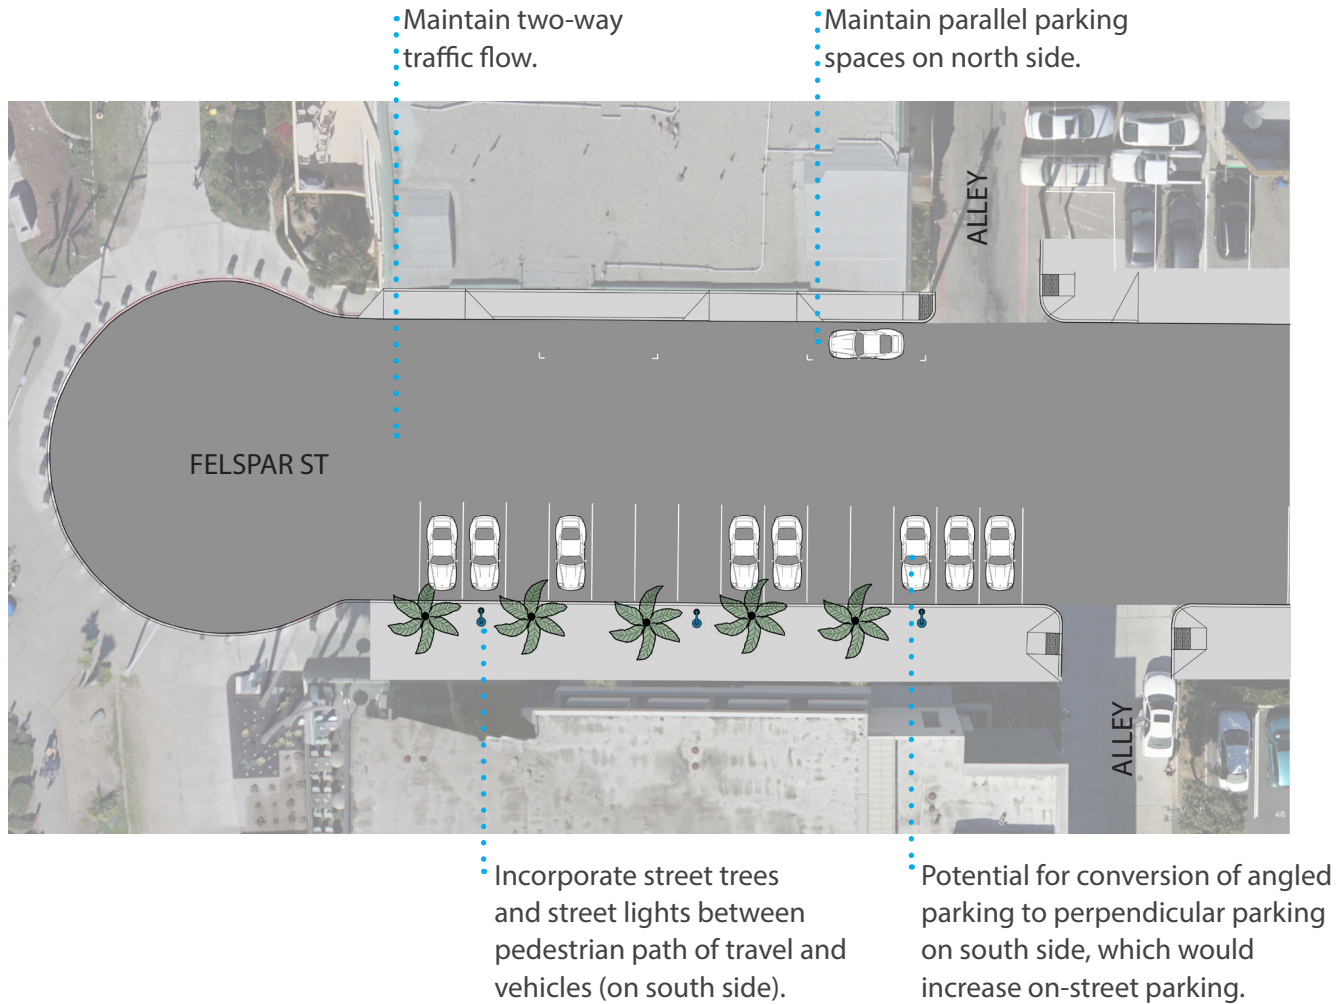 Maintain two-way
traffic flow.
Maintain parallel parking
spaces on north side.
ALLEY
FELSPAR ST
ALLEY
46
Incorporate street trees
and street lights between
pedestrian path of travel and
vehicles (on south side).
Potential for conversion of angled
parking to perpendicular parking
on south side, which would
increase on-street parking.